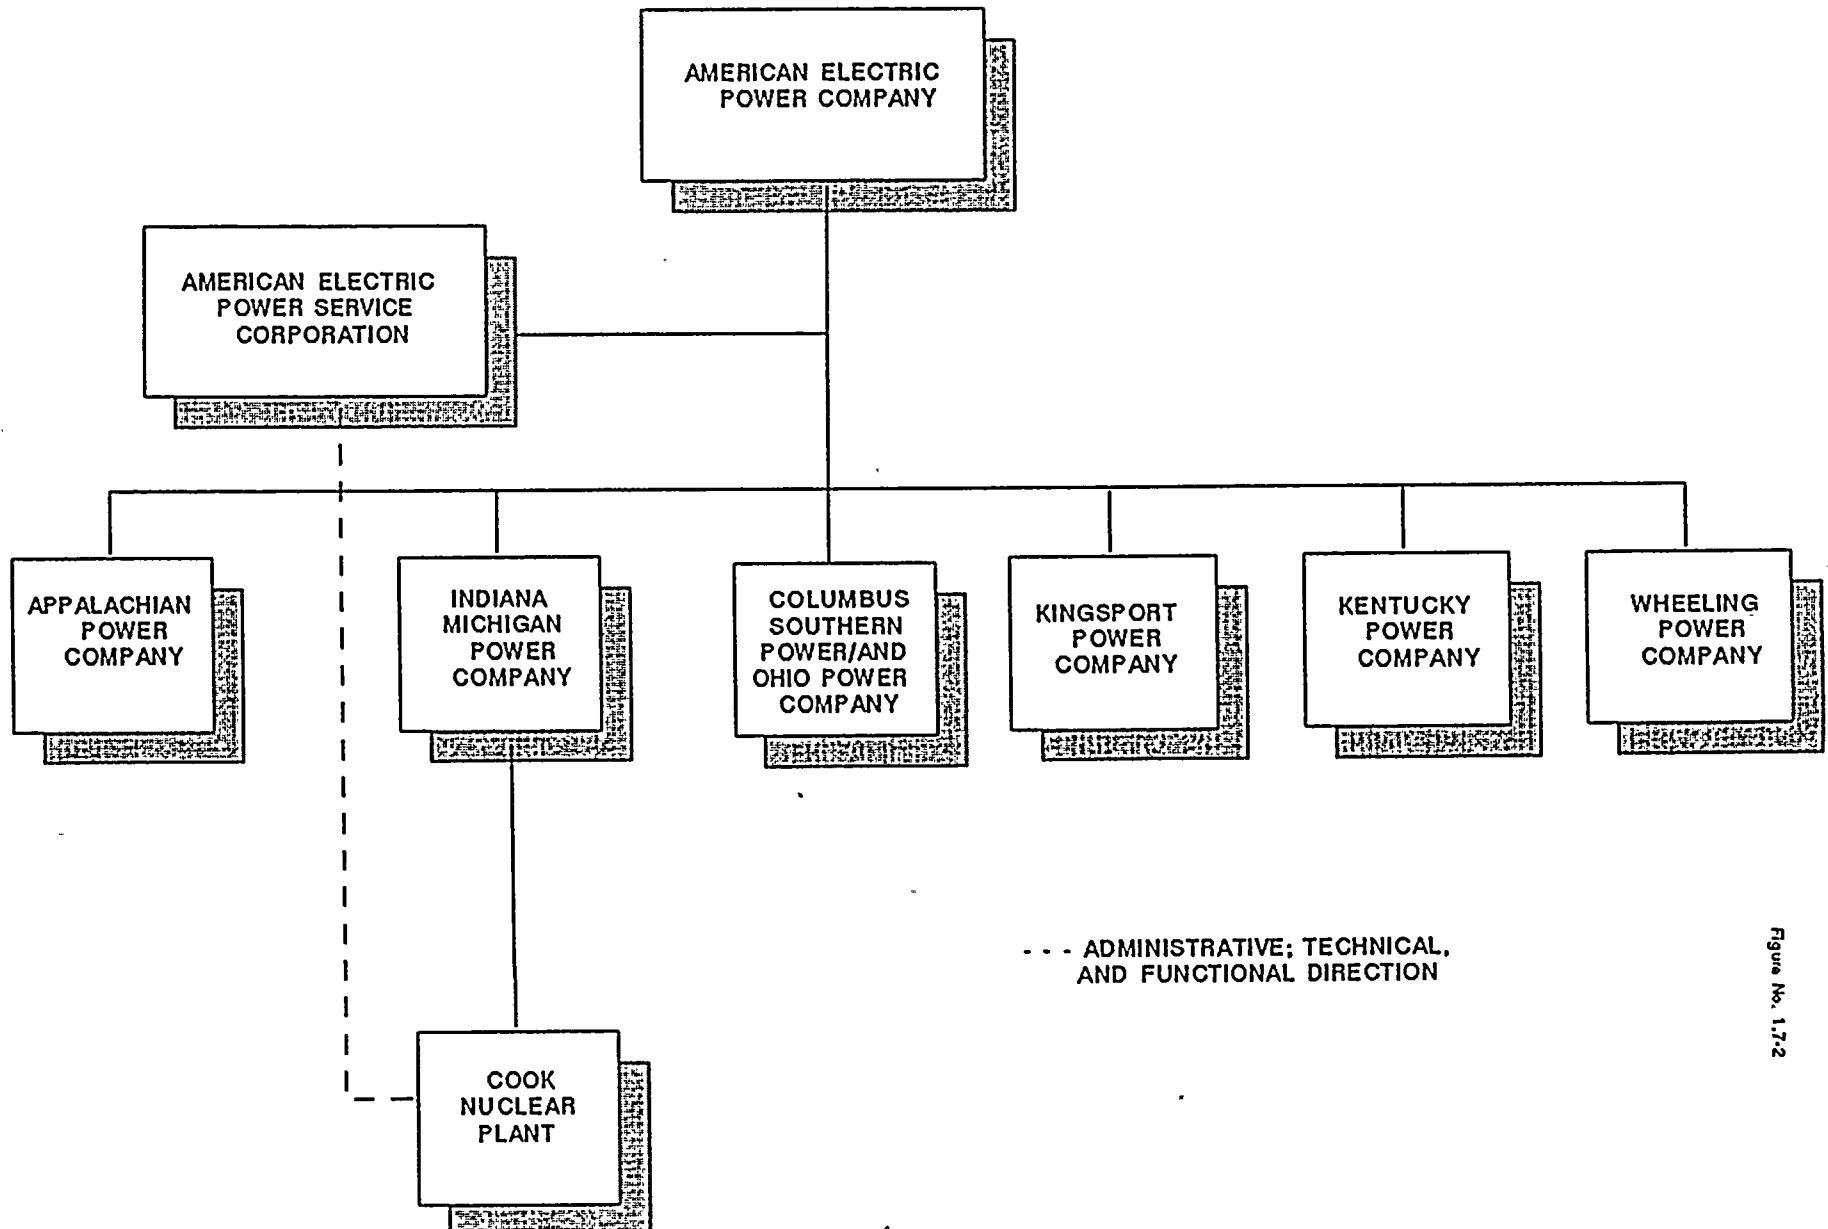 AMERICAN ELECTRIC
POWER COMPANY
AMERICAN ELECTRIC
POWER SERVICE
CORPORATION
APPALACHIAN
POWER
COMPANY
INDIANA
MICHIGAN
POWER
COMPANY
COLUMBUS
SOUTHERN
POWER/AND
OHIO POWER
COMPANY
KINGSPORT
POWER
COMPANY
KENTUCKY
POWER
COMPANY
WHEELING
POWER
COMPANY
COOK
NUCLEAR
PLANT
--- ADMINISTRATIVE; TECHNICAL,
AND FUNCTIONAL DIRECTION
Figure No. 1.7-2